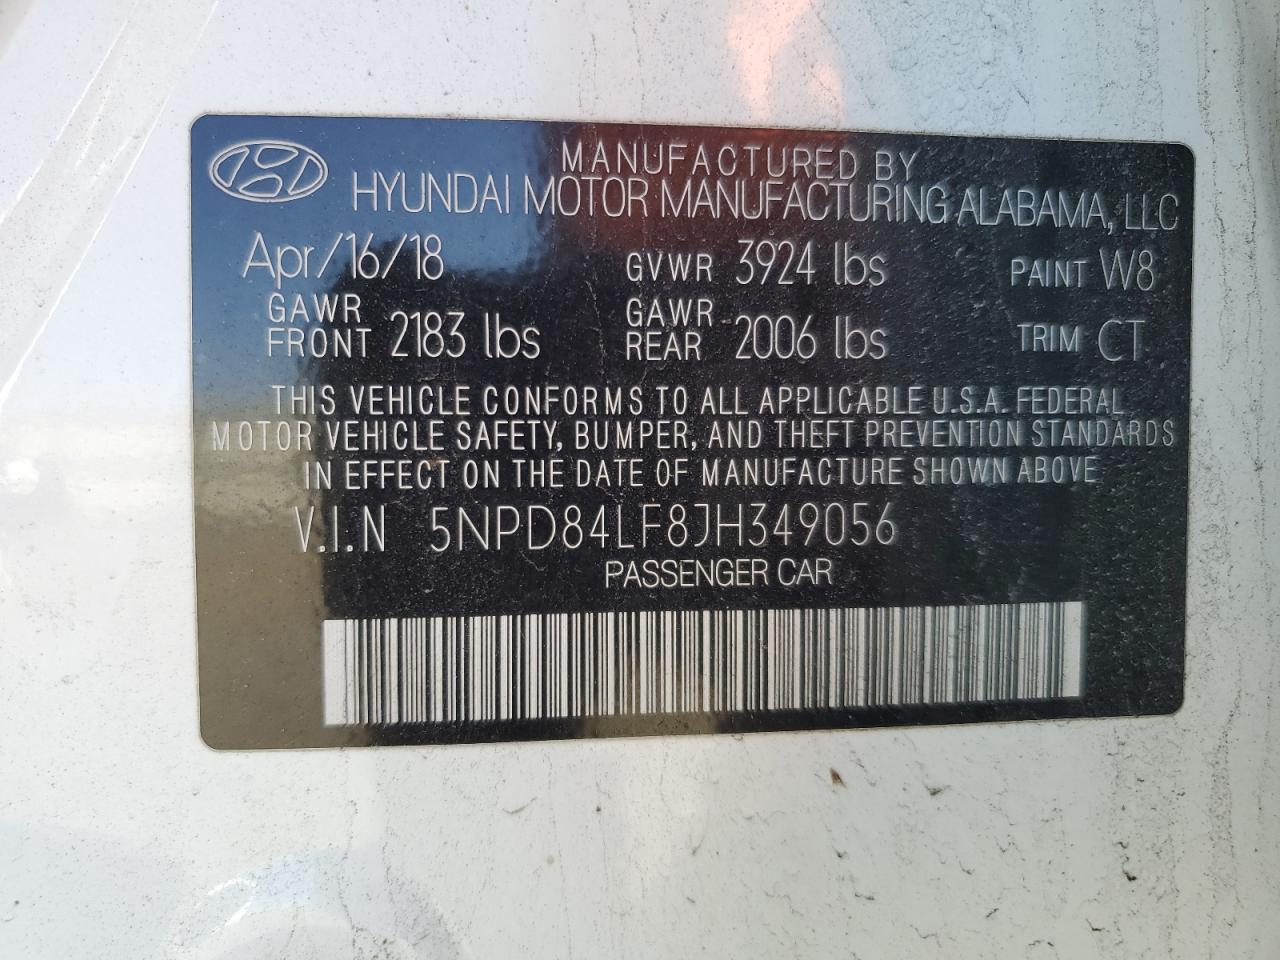 MANUFACTURED BY
HYUNDAI MOTOR MANUFACTURING ALABAMA, LLC
Apr/16/18 GVWR 3924 lbs PAINT W8
GAWR FRONT 2183 lbs GAWR REAR 2006 lbs TRIM CT
THIS VEHICLE CONFORMS TO ALL APPLICABLE U.S.A. FEDERAL
MOTOR VEHICLE SAFETY, BUMPER, AND THEFT PREVENTION STANDARDS
IN EFFECT ON THE DATE OF MANUFACTURE SHOWN ABOVE
V.I.N 5NPD84LF8JH349056
PASSENGER CAR